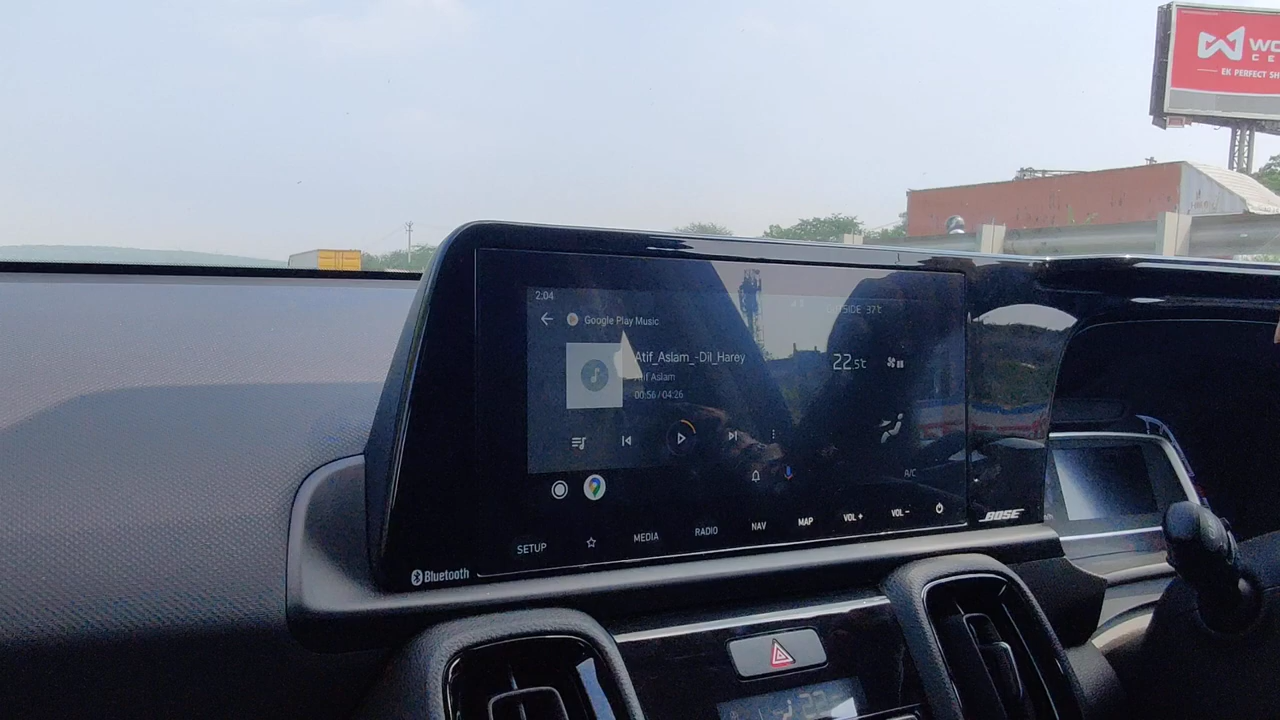 EK PERFECT
2:04
Google Play Music
Atif_Aslam_-Dil_Harey
Atif Aslam
00:56 / 04:26
37℃
22.5℃
A/C
SETUP
MEDIA
RADIO
NAV
MAP
VOL +
VOL -
BOSE
Bluetooth
22